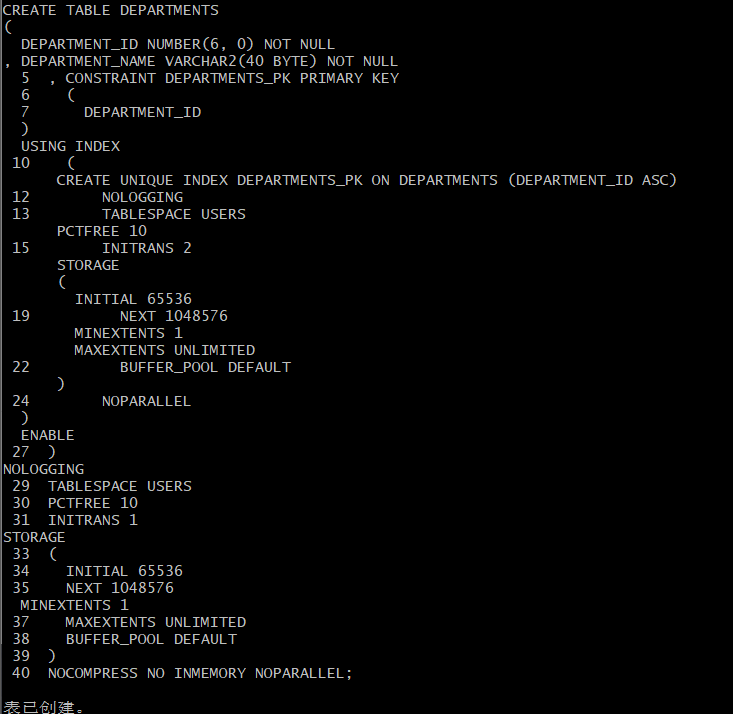 CREATE TABLE DEPARTMENTS
(
  DEPARTMENT_ID NUMBER(6, 0) NOT NULL
, DEPARTMENT_NAME VARCHAR2(40 BYTE) NOT NULL
  5  , CONSTRAINT DEPARTMENTS_PK PRIMARY KEY
  6    (
  7      DEPARTMENT_ID
  )
  USING INDEX
 10    (
      CREATE UNIQUE INDEX DEPARTMENTS_PK ON DEPARTMENTS (DEPARTMENT_ID ASC)
 12        NOLOGGING
 13        TABLESPACE USERS
      PCTFREE 10
 15        INITRANS 2
      STORAGE
      (
        INITIAL 65536
 19          NEXT 1048576
        MINEXTENTS 1
        MAXEXTENTS UNLIMITED
 22          BUFFER_POOL DEFAULT
      )
 24        NOPARALLEL
  )
  ENABLE
 27  )
NOLOGGING
 29  TABLESPACE USERS
 30  PCTFREE 10
 31  INITRANS 1
STORAGE
 33  (
 34    INITIAL 65536
 35    NEXT 1048576
  MINEXTENTS 1
 37    MAXEXTENTS UNLIMITED
 38    BUFFER_POOL DEFAULT
 39  )
 40  NOCOMPRESS NO INMEMORY NOPARALLEL;
表已创建。